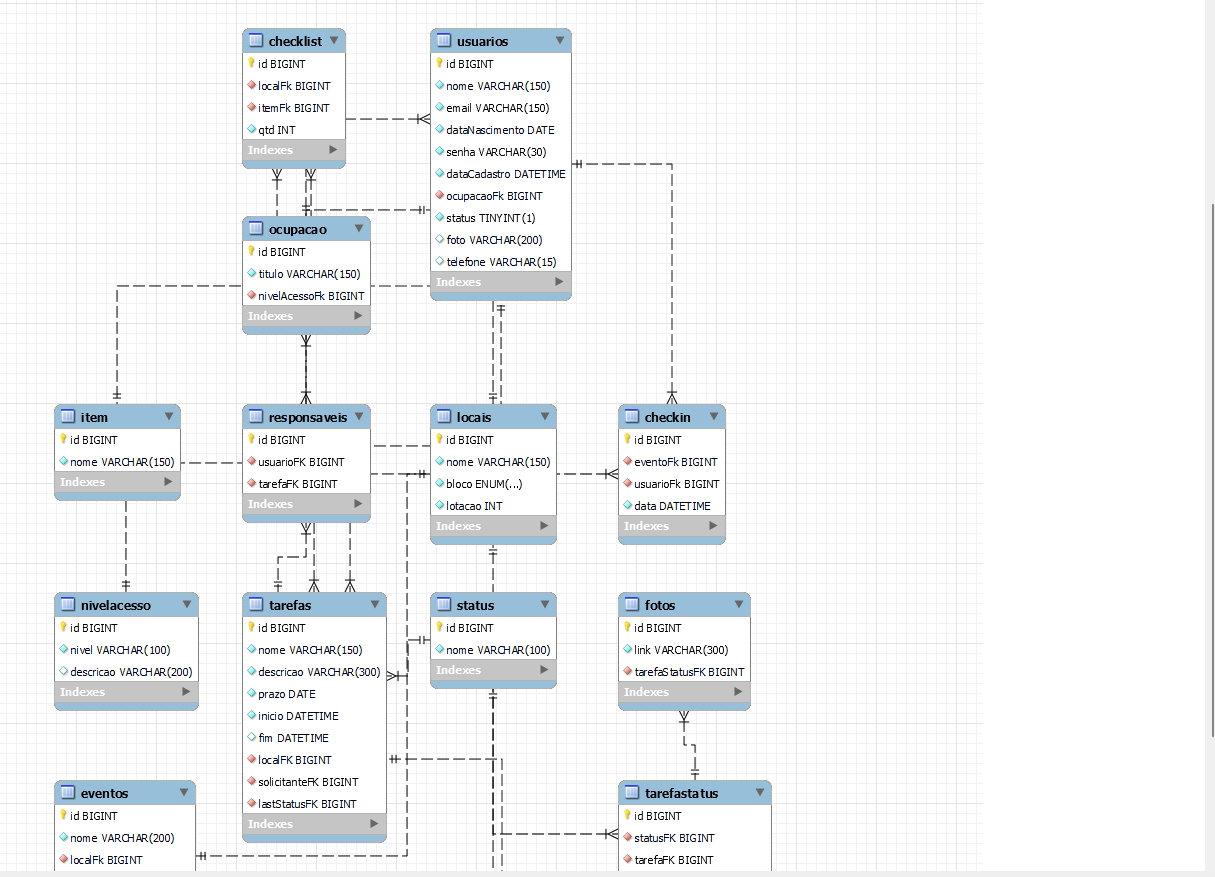 checklist
id BIGINT
localFk BIGINT
itemFk BIGINT
qtd INT
Indexes
usuarios
id BIGINT
nome VARCHAR(150)
email VARCHAR(150)
dataNascimento DATE
senha VARCHAR(30)
dataCadastro DATETIME
ocupacaoFk BIGINT
status TINYINT(1)
foto VARCHAR(200)
telefone VARCHAR(15)
Indexes
ocupacao
id BIGINT
titulo VARCHAR(150)
nivelAcessoFk BIGINT
Indexes
item
id BIGINT
nome VARCHAR(150)
Indexes
responsaveis
id BIGINT
usuarioFK BIGINT
tarefaFK BIGINT
Indexes
locais
id BIGINT
nome VARCHAR(150)
bloco ENUM(...)
lotacao INT
Indexes
checkin
id BIGINT
eventoFk BIGINT
usuarioFk BIGINT
data DATETIME
Indexes
nivelacesso
id BIGINT
nivel VARCHAR(100)
descricao VARCHAR(200)
Indexes
tarefas
id BIGINT
nome VARCHAR(150)
descricao VARCHAR(300)
prazo DATE
inicio DATETIME
fim DATETIME
localFK BIGINT
solicitanteFK BIGINT
lastStatusFK BIGINT
Indexes
status
id BIGINT
nome VARCHAR(100)
Indexes
fotos
id BIGINT
link VARCHAR(300)
tarefaStatusFK BIGINT
Indexes
eventos
id BIGINT
nome VARCHAR(200)
localFk BIGINT
tarefastatus
id BIGINT
statusFK BIGINT
tarefaFK BIGINT